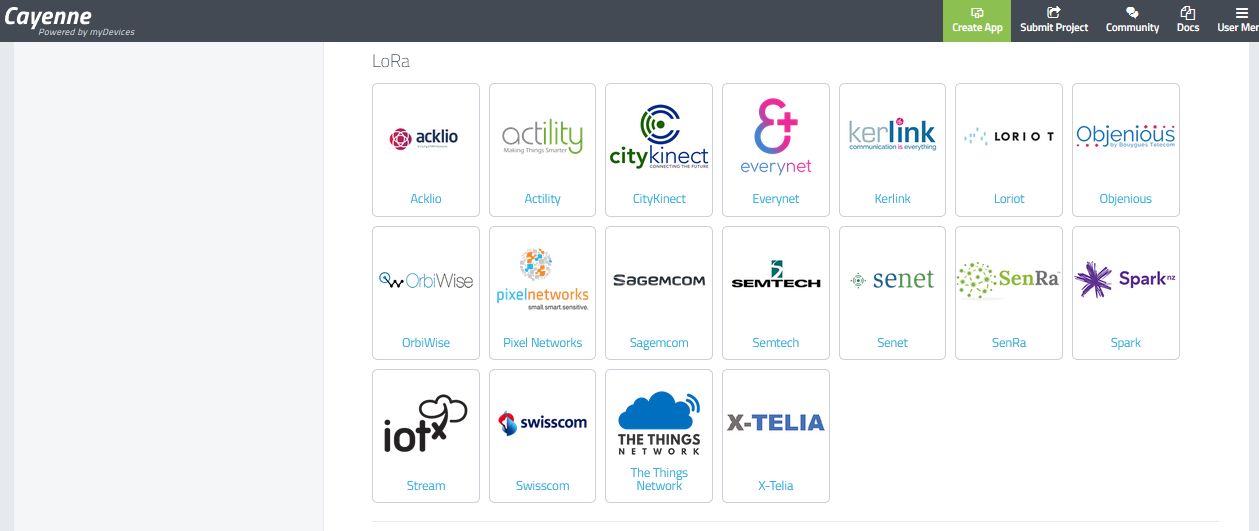 Cayenne
Powered by myDevices
Create App
Submit Project
Community
Docs
User Men
LoRa
acklio
Acklio
actility
Making Things Smarter
Actility
citykinect
CONNECTING THE FUTURE
CityKinect
everynet
Everynet
kerlink
communication is everything
Kerlink
LORIOT
Loriot
Objenious
by Bouygues Telecom
Objenious
OrbiWise
OrbiWise
pixelnetworks
small. smart. sensitive.
Pixel Networks
SAGEMCOM
Sagemcom
SEMTECH
Semtech
senet
Senet
SenRa
SenRa
Spark nz
Spark
iotx
Stream
swisscom
Swisscom
THE THINGS
NETWORK
The Things
Network
X-TELIA
X-Telia